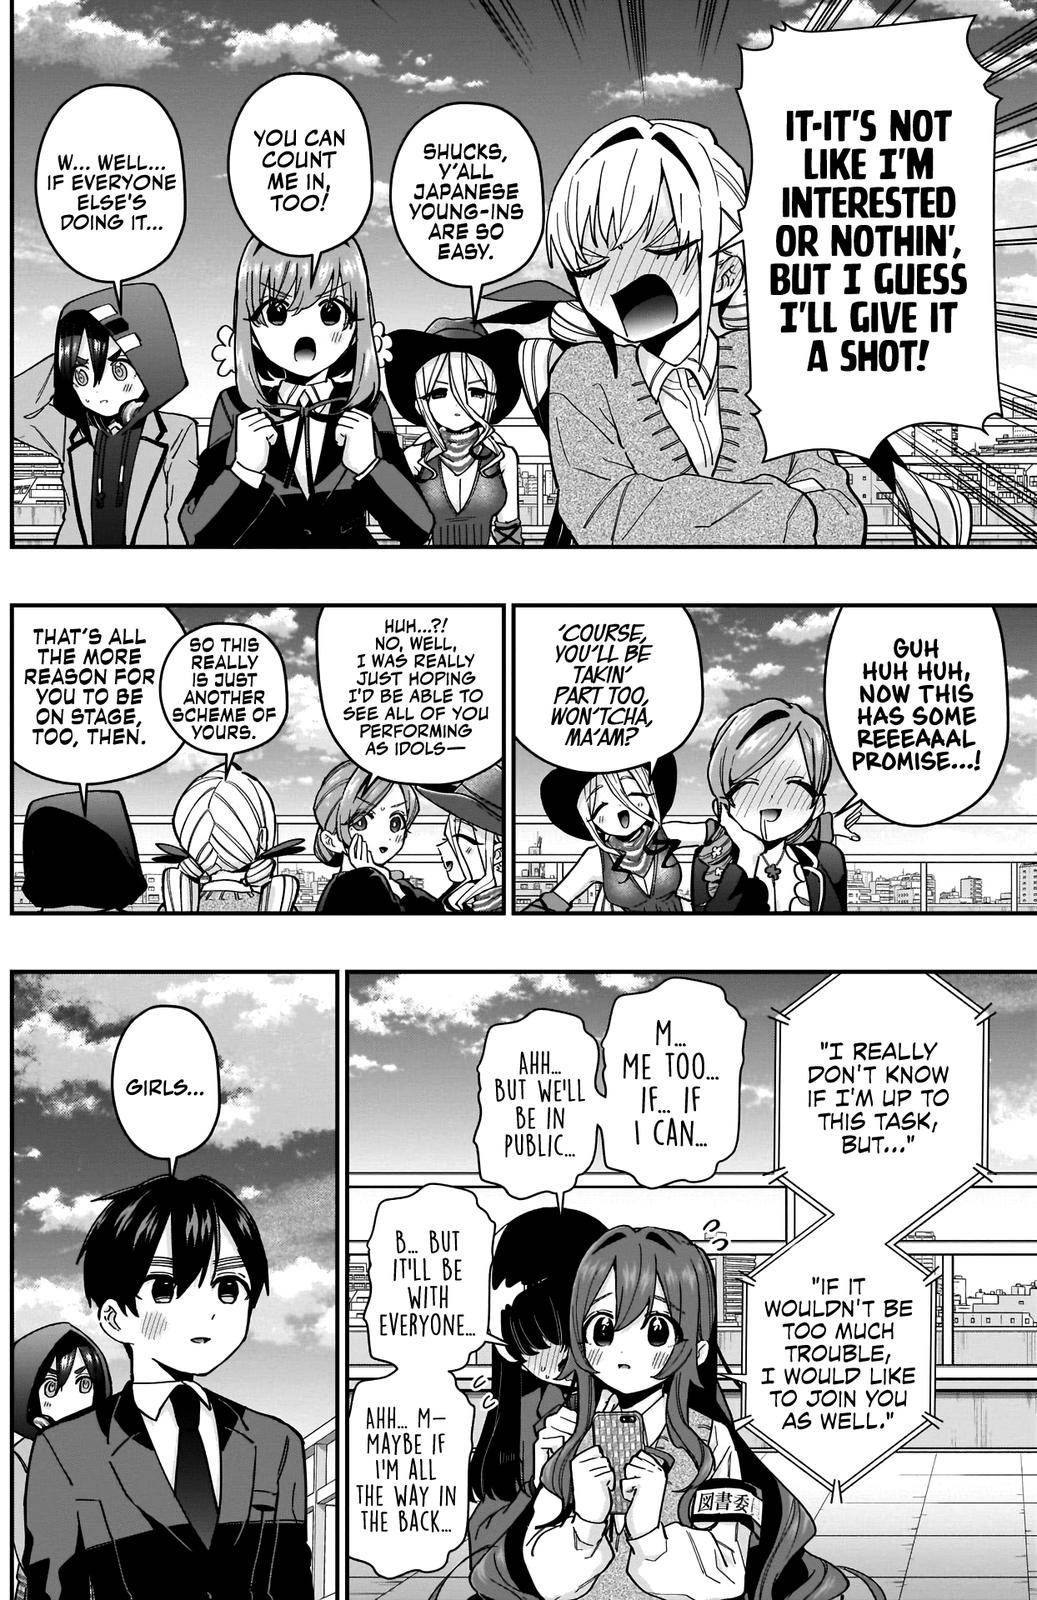 IT-IT'S NOT
LIKE I'M
INTERESTED
OR NOTHIN',
BUT I GUESS
I'LL GIVE IT
A SHOT!
SHUCKS,
Y'ALL
JAPANESE
YOUNG-INS
ARE SO
EASY.
YOU CAN
COUNT
ME IN,
TOO!
W... WELL...
IF EVERYONE
ELSE'S
DOING IT...
GUH
HUH HUH,
NOW THIS
HAS SOME
REEEAAAL
PROMISE...!
'COURSE,
YOU'LL BE
TAKIN'
PART TOO,
WON'TCHA,
MA'AM?
HUH...?!
NO, WELL,
I WAS REALLY
JUST HOPING
I'D BE ABLE TO
SEE ALL OF YOU
PERFORMING
AS IDOLS—
SO THIS
REALLY
IS JUST
ANOTHER
SCHEME OF
YOURS.
THAT'S ALL
THE MORE
REASON FOR
YOU TO BE
ON STAGE,
TOO, THEN.
"I REALLY
DON'T KNOW
IF I'M UP TO
THIS TASK,
BUT..."
"IF IT
WOULDN'T BE
TOO MUCH
TROUBLE,
I WOULD LIKE
TO JOIN YOU
AS WELL."
M...
ME TOO...
IF... IF
I CAN...
AHH...
BUT WE'LL
BE IN
PUBLIC...
B... BUT
IT'LL BE
WITH
EVERYONE...
AHH... M—
MAYBE IF
I'M ALL
THE WAY IN
THE BACK...
図書委
GIRLS...